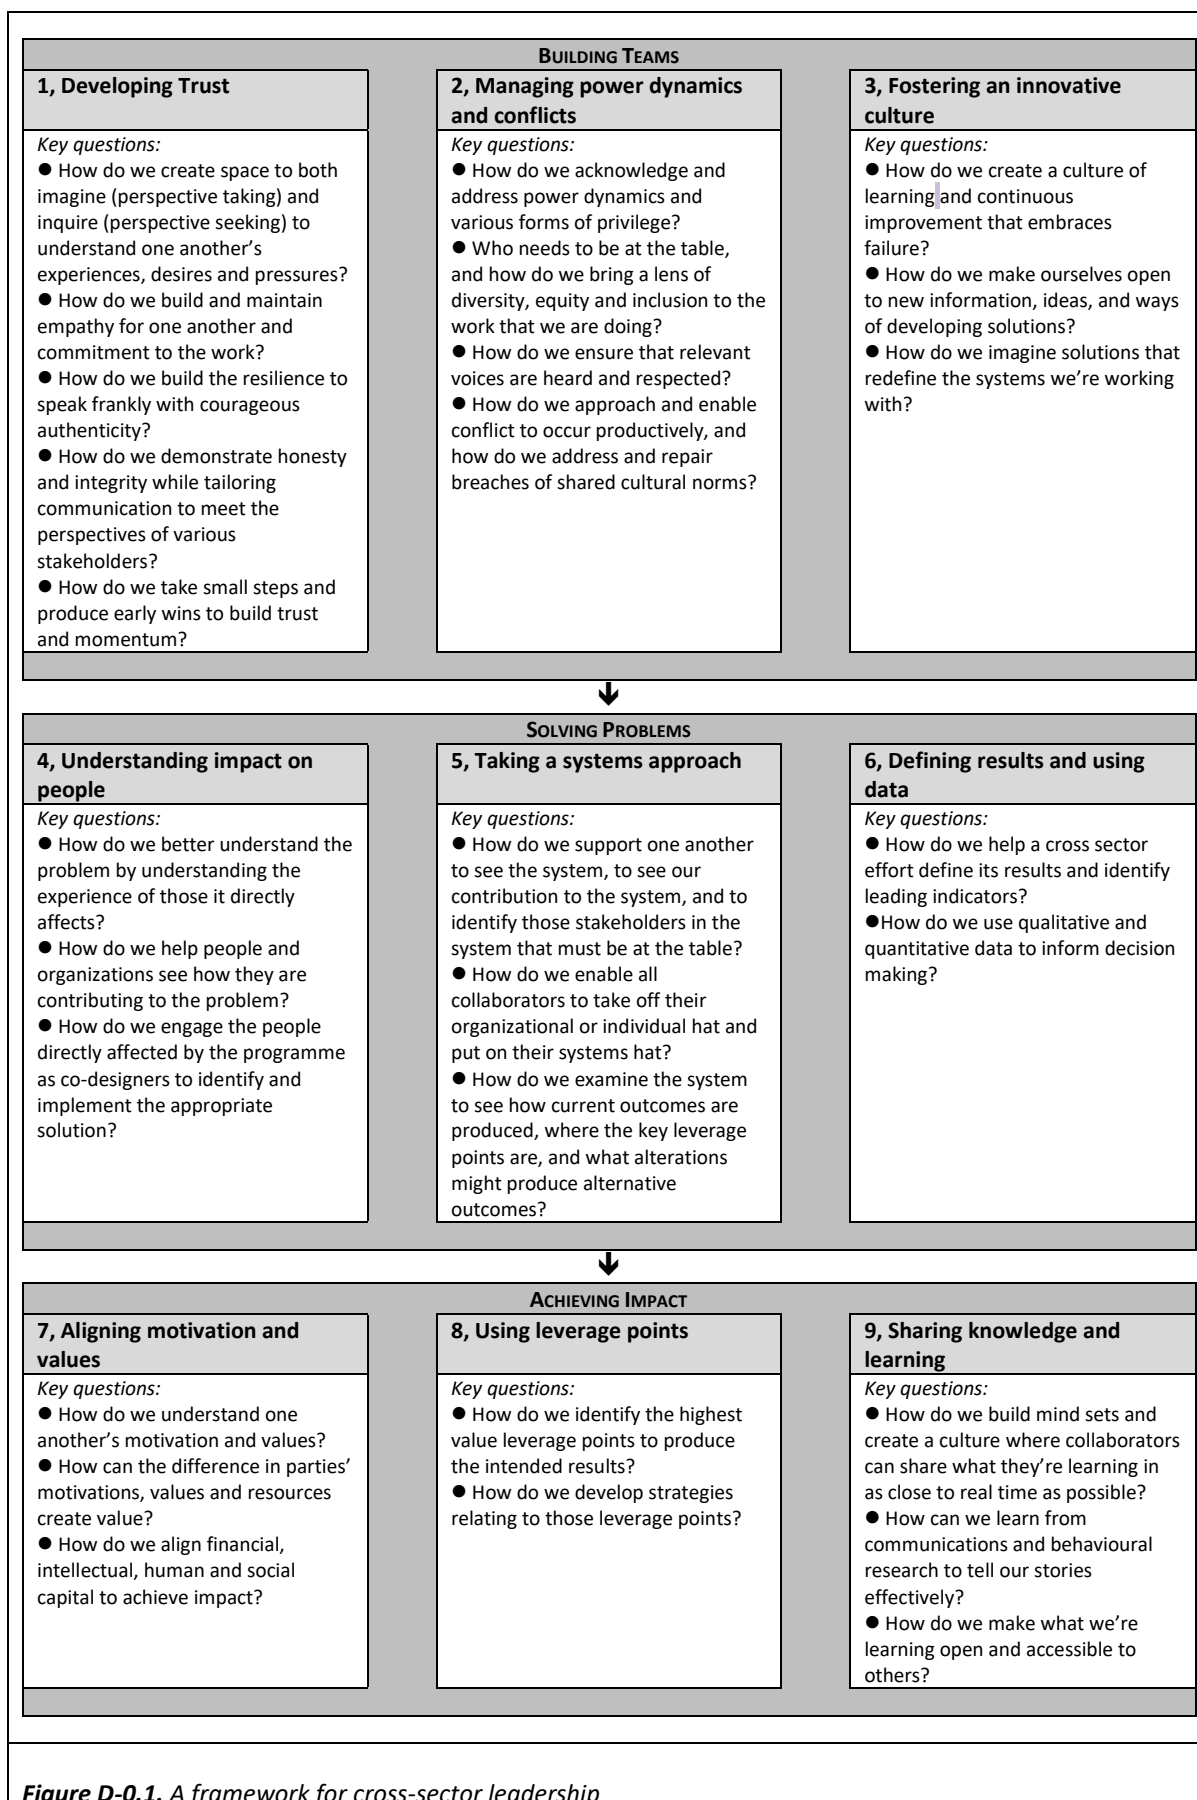 BUILDING TEAMS
1, Developing Trust
Key questions:
● How do we create space to both
imagine (perspective taking) and
inquire (perspective seeking) to
understand one another’s
experiences, desires and pressures?
● How do we build and maintain
empathy for one another and
commitment to the work?
● How do we build the resilience to
speak frankly with courageous
authenticity?
● How do we demonstrate honesty
and integrity while tailoring
communication to meet the
perspectives of various
stakeholders?
● How do we take small steps and
produce early wins to build trust
and momentum?
2, Managing power dynamics
and conflicts
Key questions:
● How do we acknowledge and
address power dynamics and
various forms of privilege?
● Who needs to be at the table,
and how do we bring a lens of
diversity, equity and inclusion to the
work that we are doing?
● How do we ensure that relevant
voices are heard and respected?
● How do we approach and enable
conflict to occur productively, and
how do we address and repair
breaches of shared cultural norms?
3, Fostering an innovative
culture
Key questions:
● How do we create a culture of
learning and continuous
improvement that embraces
failure?
● How do we make ourselves open
to new information, ideas, and ways
of developing solutions?
● How do we imagine solutions that
redefine the systems we’re working
with?
SOLVING PROBLEMS
4, Understanding impact on
people
Key questions:
● How do we better understand the
problem by understanding the
experience of those it directly
affects?
● How do we help people and
organizations see how they are
contributing to the problem?
● How do we engage the people
directly affected by the programme
as co-designers to identify and
implement the appropriate
solution?
5, Taking a systems approach
Key questions:
● How do we support one another
to see the system, to see our
contribution to the system, and to
identify those stakeholders in the
system that must be at the table?
● How do we enable all
collaborators to take off their
organizational or individual hat and
put on their systems hat?
● How do we examine the system
to see how current outcomes are
produced, where the key leverage
points are, and what alterations
might produce alternative
outcomes?
6, Defining results and using
data
Key questions:
● How do we help a cross sector
effort define its results and identify
leading indicators?
●How do we use qualitative and
quantitative data to inform decision
making?
ACHIEVING IMPACT
7, Aligning motivation and
values
Key questions:
● How do we understand one
another’s motivation and values?
● How can the difference in parties’
motivations, values and resources
create value?
● How do we align financial,
intellectual, human and social
capital to achieve impact?
8, Using leverage points
Key questions:
● How do we identify the highest
value leverage points to produce
the intended results?
● How do we develop strategies
relating to those leverage points?
9, Sharing knowledge and
learning
Key questions:
● How do we build mind sets and
create a culture where collaborators
can share what they’re learning in
as close to real time as possible?
● How can we learn from
communications and behavioural
research to tell our stories
effectively?
● How do we make what we’re
learning open and accessible to
others?
Figure D-0.1. A framework for cross-sector leadership